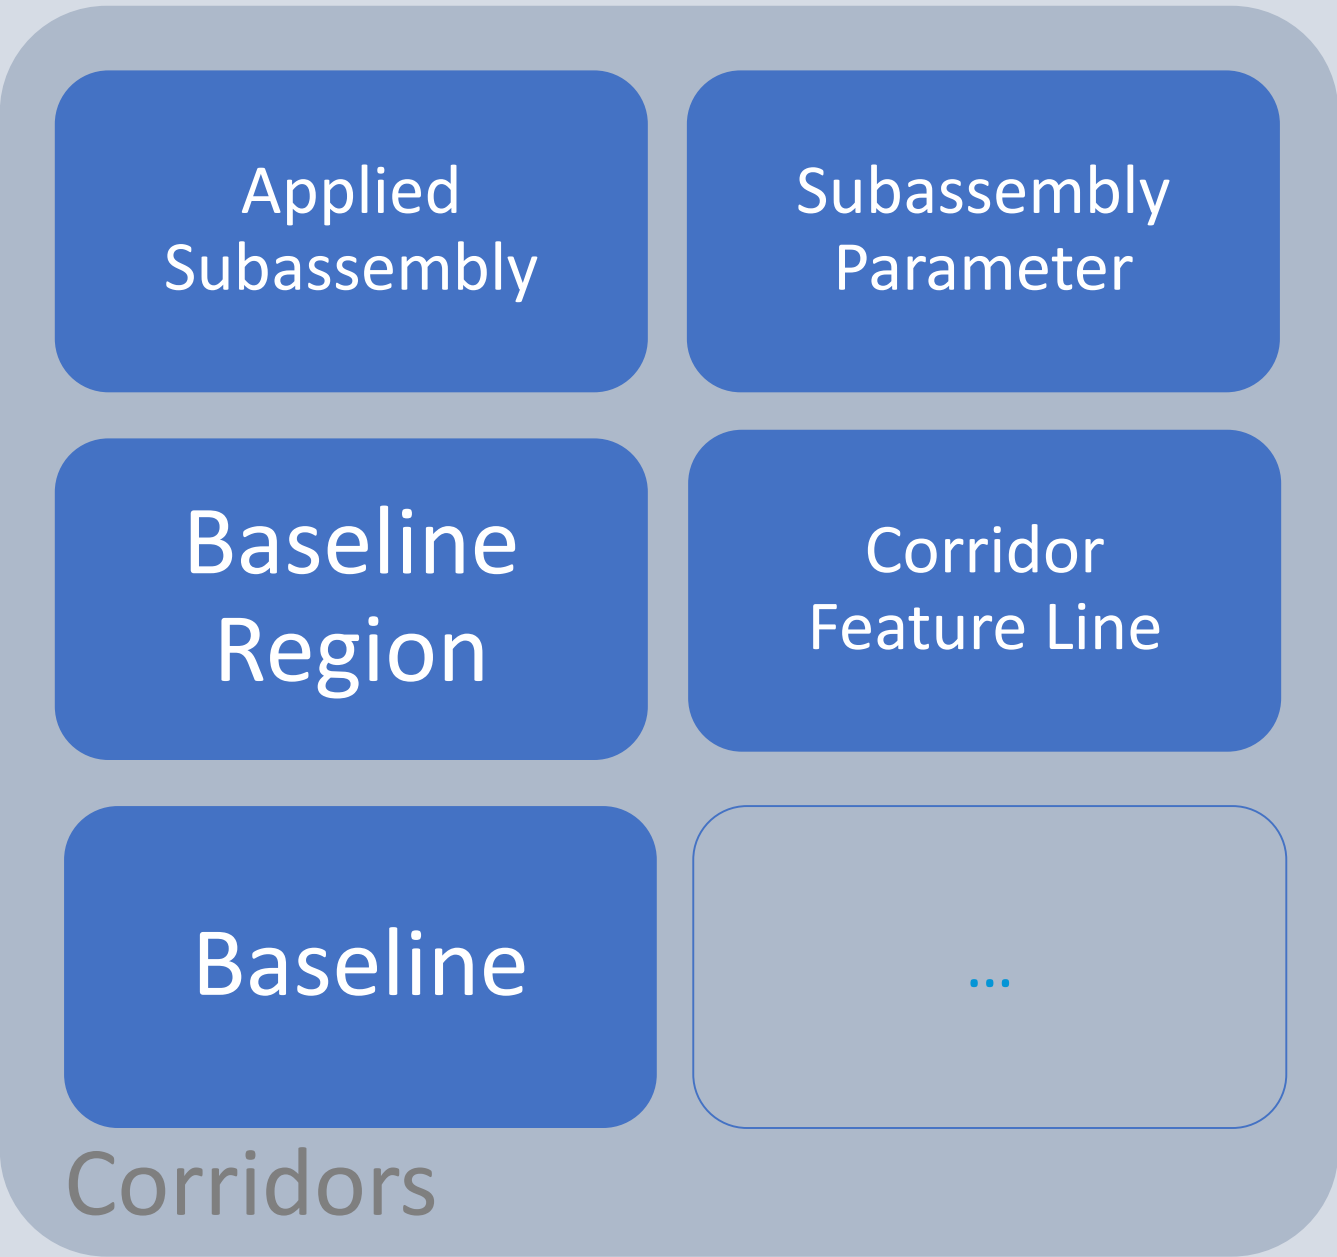 Applied
Subassembly
Subassembly
Parameter
Baseline
Region
Corridor
Feature Line
Baseline
...
Corridors